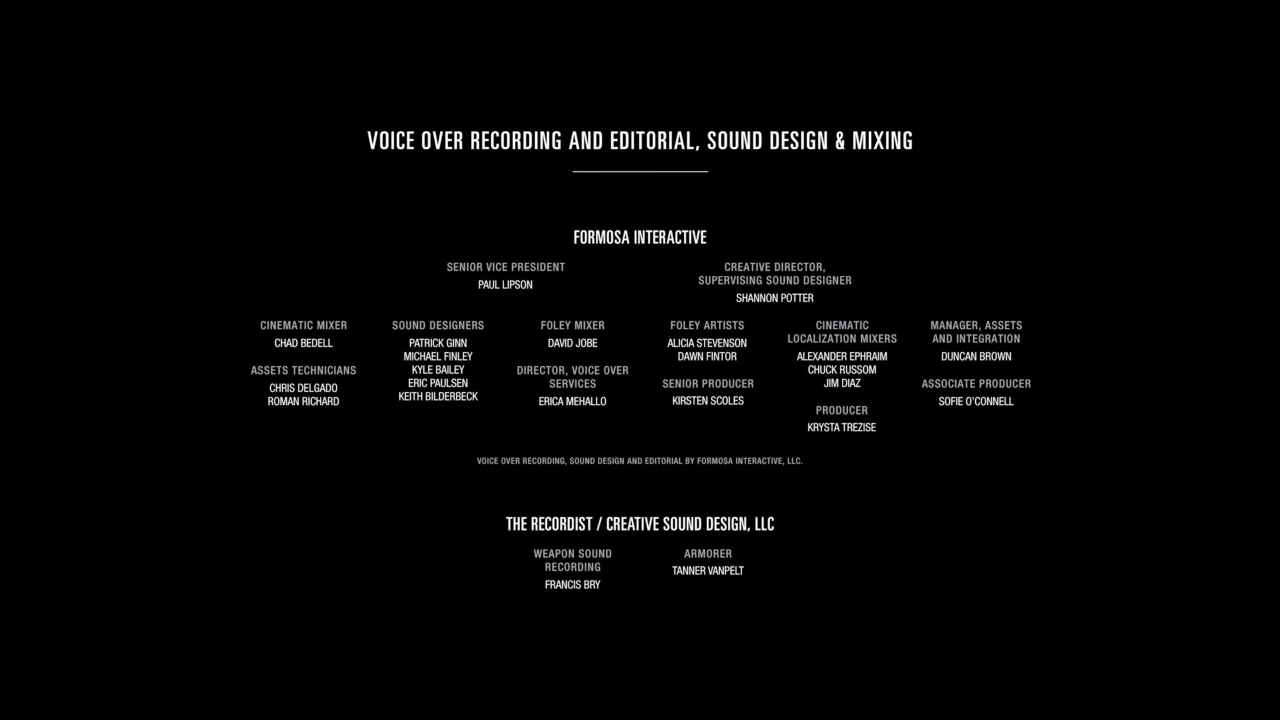 VOICE OVER RECORDING AND EDITORIAL, SOUND DESIGN & MIXING
FORMOSA INTERACTIVE
SENIOR VICE PRESIDENT
PAUL LIPSON
CREATIVE DIRECTOR,
SUPERVISING SOUND DESIGNER
SHANNON POTTER
CINEMATIC MIXER
CHAD BEDELL
ASSETS TECHNICIANS
CHRIS DELGADO
ROMAN RICHARD
SOUND DESIGNERS
PATRICK GINN
MICHAEL FINLEY
KYLE BAILEY
ERIC PAULSEN
KEITH BILDERBECK
FOLEY MIXER
DAVID JOBE
DIRECTOR, VOICE OVER
SERVICES
ERICA MEHALLO
FOLEY ARTISTS
ALICIA STEVENSON
DAWN FINTOR
SENIOR PRODUCER
KIRSTEN SCOLES
CINEMATIC
LOCALIZATION MIXERS
ALEXANDER EPHRAIM
CHUCK RUSSOM
JIM DIAZ
PRODUCER
KRYSTA TREZISE
MANAGER, ASSETS
AND INTEGRATION
DUNCAN BROWN
ASSOCIATE PRODUCER
SOFIE O'CONNELL
VOICE OVER RECORDING, SOUND DESIGN AND EDITORIAL BY FORMOSA INTERACTIVE, LLC.
THE RECORDIST / CREATIVE SOUND DESIGN, LLC
WEAPON SOUND
RECORDING
FRANCIS BRY
ARMORER
TANNER VANPELT